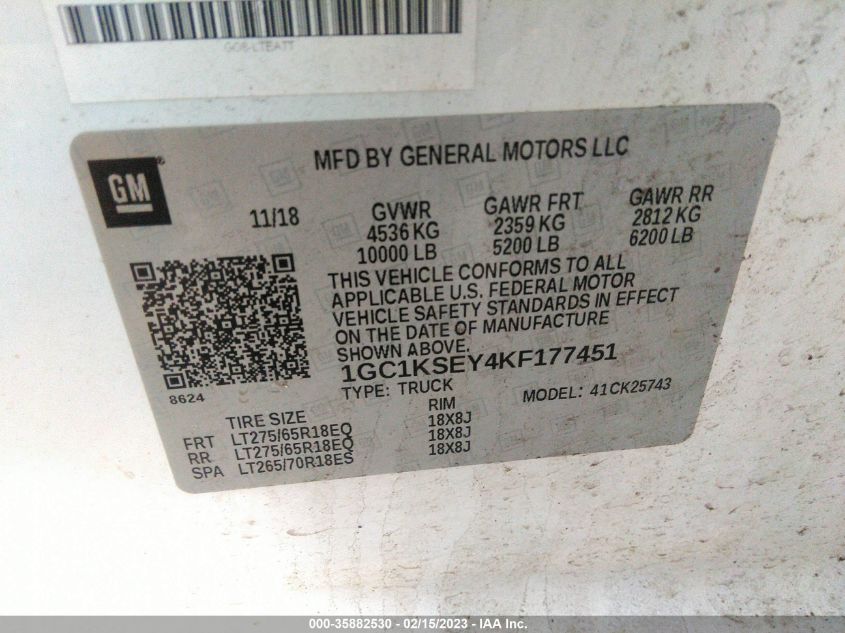 GM
MFD BY GENERAL MOTORS LLC
11/18 GVWR GAWR FRT GAWR RR
4536 KG 2359 KG 2812 KG
10000 LB 5200 LB 6200 LB
THIS VEHICLE CONFORMS TO ALL
APPLICABLE U.S. FEDERAL MOTOR
VEHICLE SAFETY STANDARDS IN EFFECT
ON THE DATE OF MANUFACTURE
SHOWN ABOVE.
1GC1KSEY4KF177451
8624
TYPE: TRUCK MODEL: 41CK25743
TIRE SIZE RIM
FRT LT275/65R18EQ 18X8J
RR LT275/65R18EQ 18X8J
SPA LT265/70R18ES 18X8J
000-35882530 - 02/15/2023 - IAA Inc.